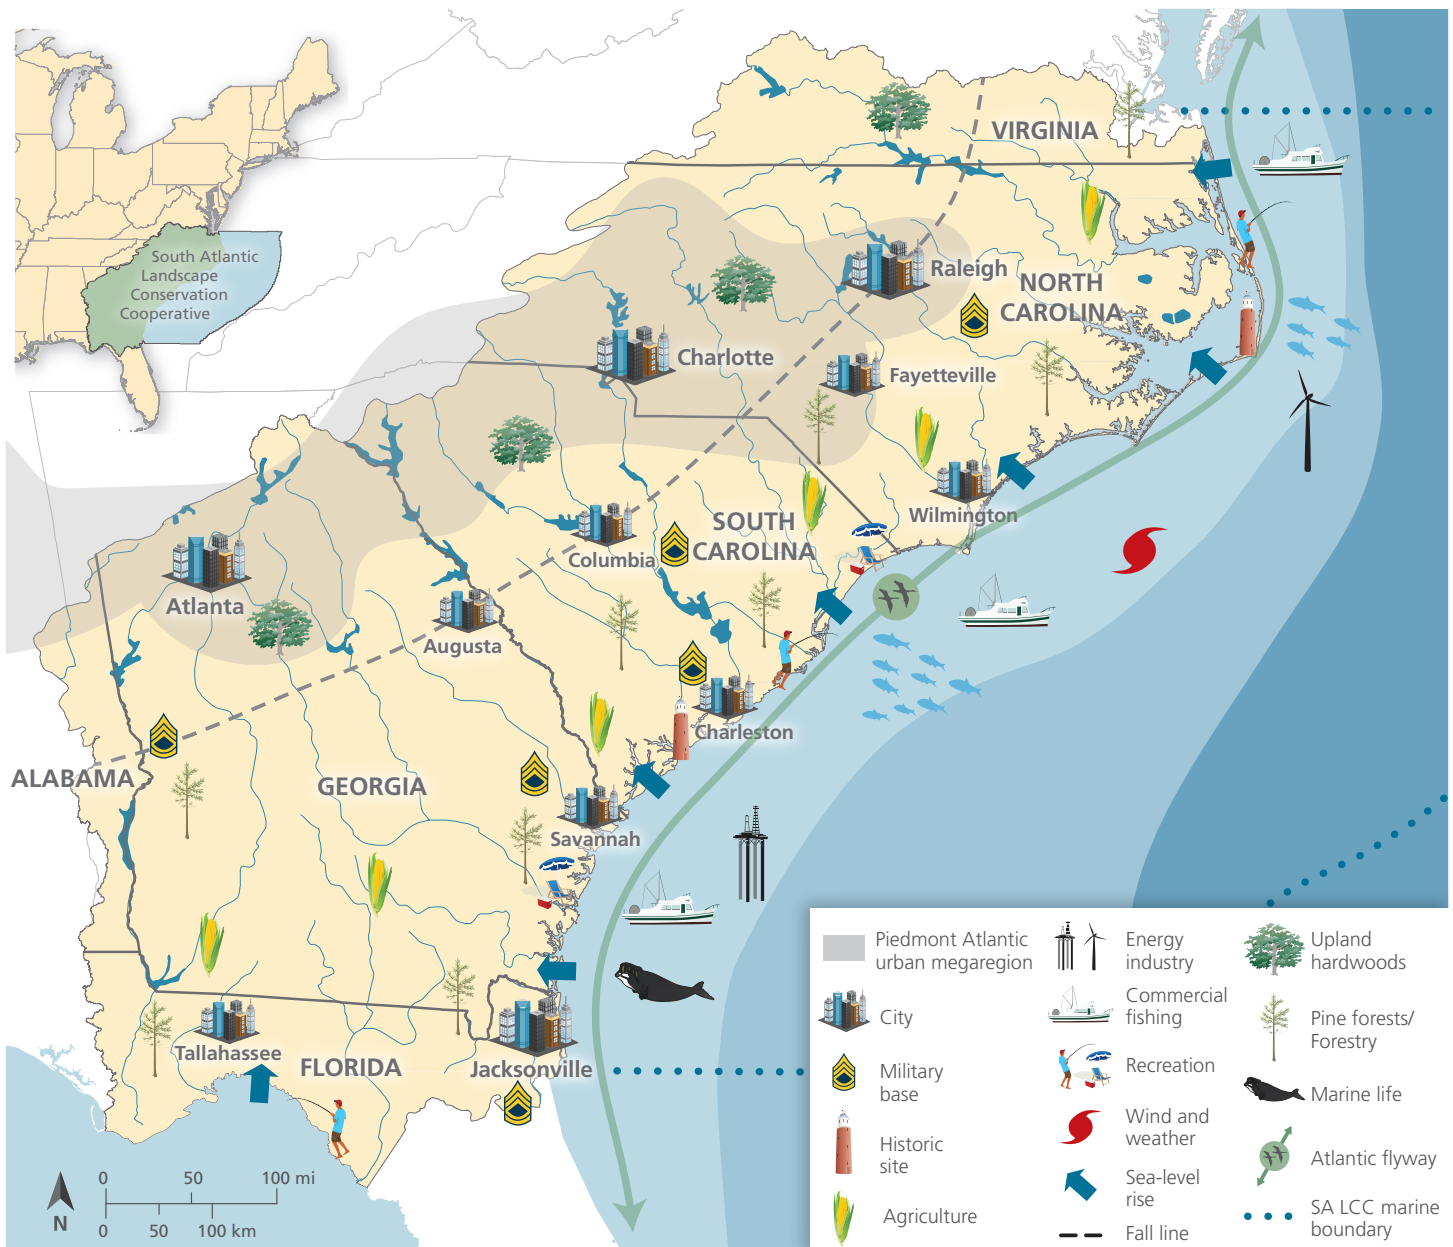 South Atlantic
Landscape
Conservation
Cooperative
VIRGINIA
Raleigh
NORTH
CAROLINA
Charlotte
Fayetteville
Wilmington
SOUTH
CAROLINA
Columbia
Atlanta
Augusta
Charleston
ALABAMA
GEORGIA
Savannah
Tallahassee
FLORIDA
Jacksonville
N
0 50 100 mi
0 50 100 km
Piedmont Atlantic
urban megaregion
City
Military
base
Historic
site
Agriculture
Energy
industry
Commercial
fishing
Recreation
Wind and
weather
Sea-level
rise
Fall line
Upland
hardwoods
Pine forests/
Forestry
Marine life
Atlantic flyway
SA LCC marine
boundary